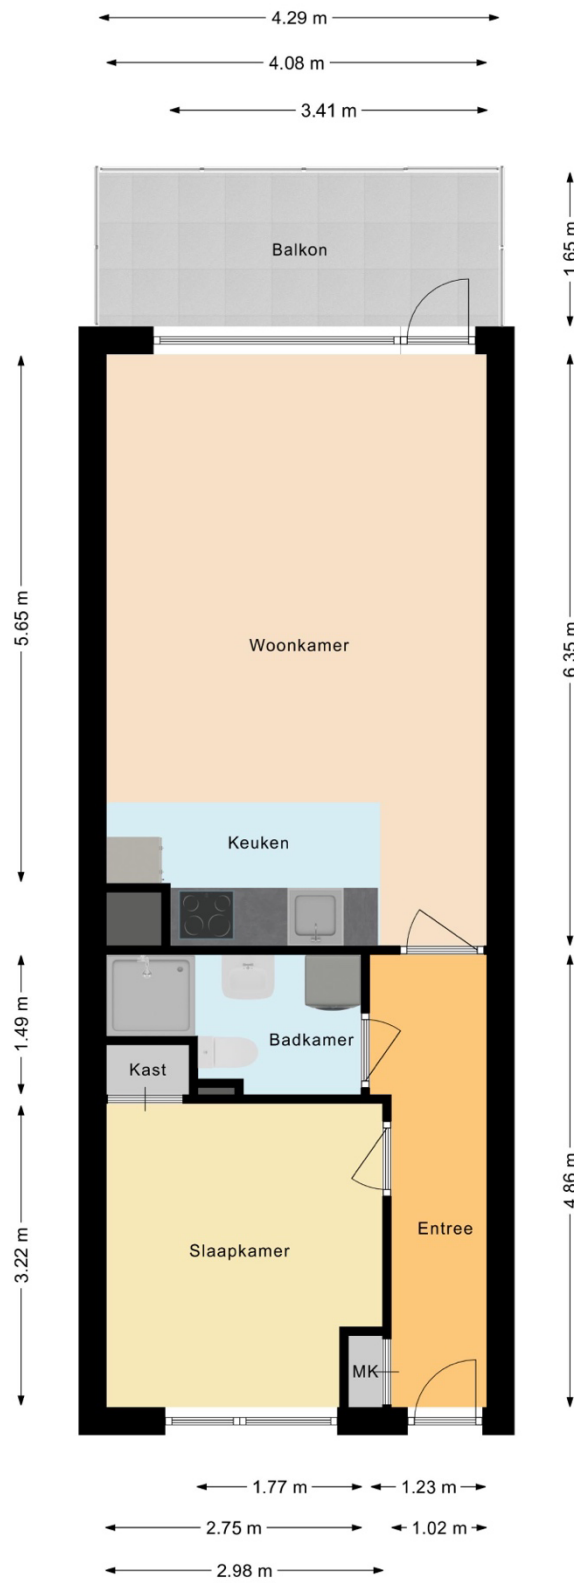 4.29 m
4.08 m
3.41 m
1.65 m
Balkon
5.65 m
6.35 m
Woonkamer
Keuken
1.49 m
Badkamer
Kast
4.86 m
3.22 m
Entree
Slaapkamer
MK
1.77 m
1.23 m
2.75 m
1.02 m
2.98 m